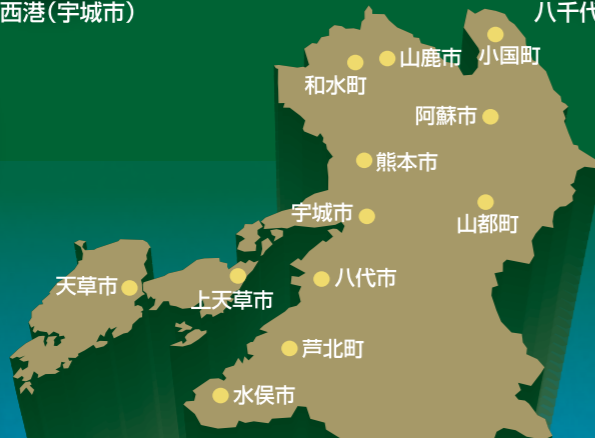 西港(宇城市)
八千代
山鹿市
小国町
和水町
阿蘇市
熊本市
宇城市
山都町
天草市
上天草市
八代市
芦北町
水俣市